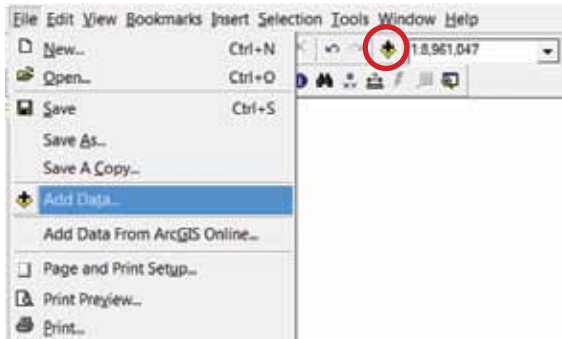 File Edit View Bookmarks Insert Selection Tools Window Help
New... Ctrl+N
1:8,961,047
Open... Ctrl+O
Save Ctrl+S
Save As...
Save A Copy...
Add Data...
Add Data From ArcGIS Online...
Page and Print Setup...
Print Preview...
Print...